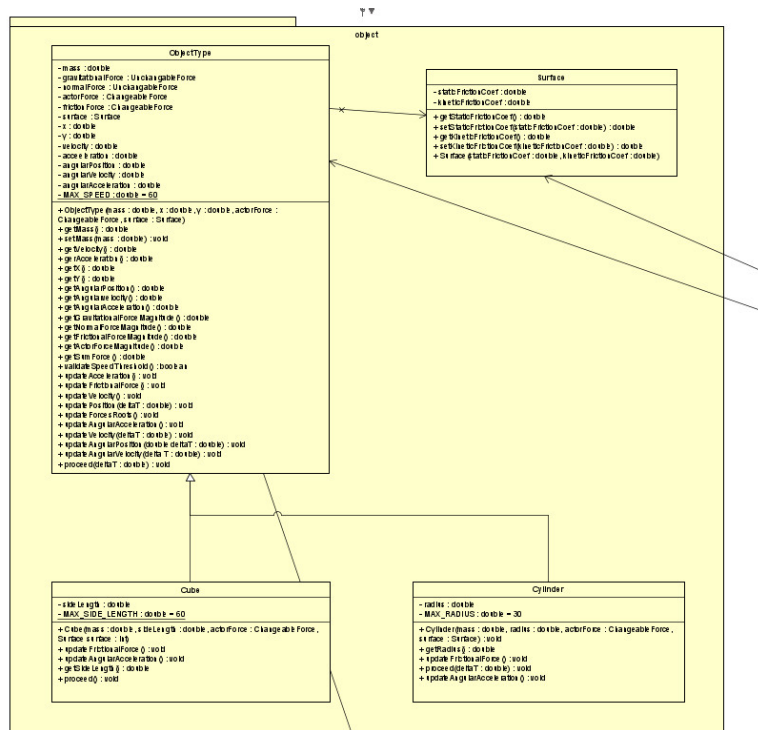 object
ObjectType
- mass : double
- gravitationalForce : UnchangableForce
- normalForce : UnchangableForce
- actorForce : ChangeableForce
- frictionForce : ChangeableForce
- surface : Surface
- x : double
- y : double
- velocity : double
- acceleration : double
- angularPosition : double
- angularVelocity : double
- angularAcceleration : double
- MAX_SPEED : double = 60
+ ObjectType(mass : double, x : double, y : double, actorForce :
ChangeableForce, surface : Surface)
+ getMass() : double
+ setMass(mass : double) : void
+ getVelocity() : double
+ gerAcceleration() : double
+ getX() : double
+ getY() : double
+ getAngularPosition() : double
+ getAngularvelocity() : double
+ getAngularAcceleration() : double
+ getGravitationalForceMagnitude() : double
+ getNormalForceMagnitude() : double
+ getFrictionalForceMagnitude() : double
+ getActorForceMagnitude() : double
+ getSumForce() : double
+ validateSpeedThreshold() : boolean
+ updateAcceleration() : void
+ updateFrictionalForce() : void
+ updateVelocity() : void
+ updatePosition(deltaT : double) : void
+ updateForcesRoots() : void
+ updateAngularAcceleration() : void
+ updateVelocity(deltaT : double) : void
+ updateAngularPosition(double deltaT : double) : void
+ updateAngularVelocity(deltaT : double) : void
+ proceed(deltaT : double) : void
Surface
- staticFrictionCoef : double
- kineticFrictionCoef : double
+ getStaticFrictionCoef() : double
+ setStaticFrictionCoef(staticFrictionCoef : double) : double
+ getKineticFrictionCoef() : double
+ setKineticFrictionCoef(kineticFrictionCoef : double) : double
+ Surface(staticFrictionCoef : double, kineticFrictionCoef : double)
Cube
- sideLength : double
- MAX_SIDE_LENGTH : double = 60
+ Cube(mass : double, sideLength : double, actorForce : ChangeableForce,
Surface surface : int)
+ updateFrictionalForce() : void
+ updateAngularAcceleration() : void
+ getSideLength() : double
+ proceed() : void
Cylinder
- radius : double
- MAX_RADIUS : double = 30
+ Cylinder(mass : double, radius : double, actorForce : ChangeableForce,
surface : Surface) : void
+ getRadius() : double
+ updateFrictionalForce() : void
+ proceed(deltaT : double) : void
+ updateAngularAcceleration() : void